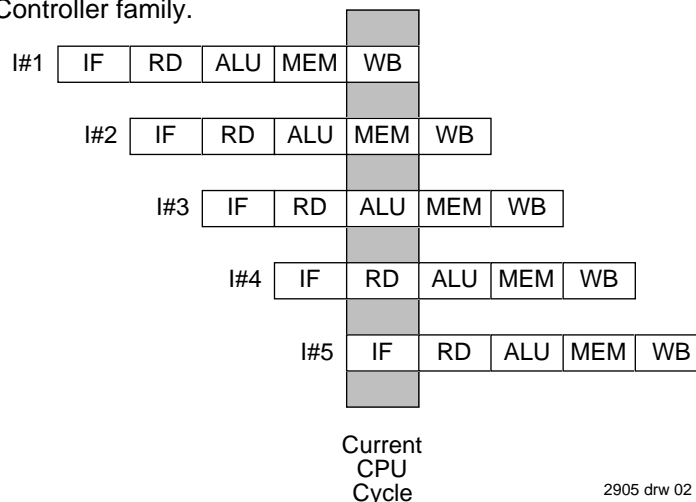 Controller family.
I#1 IF RD ALU MEM WB
I#2 IF RD ALU MEM WB
I#3 IF RD ALU MEM WB
I#4 IF RD ALU MEM WB
I#5 IF RD ALU MEM WB
Current
CPU
Cycle
2905 drw 02